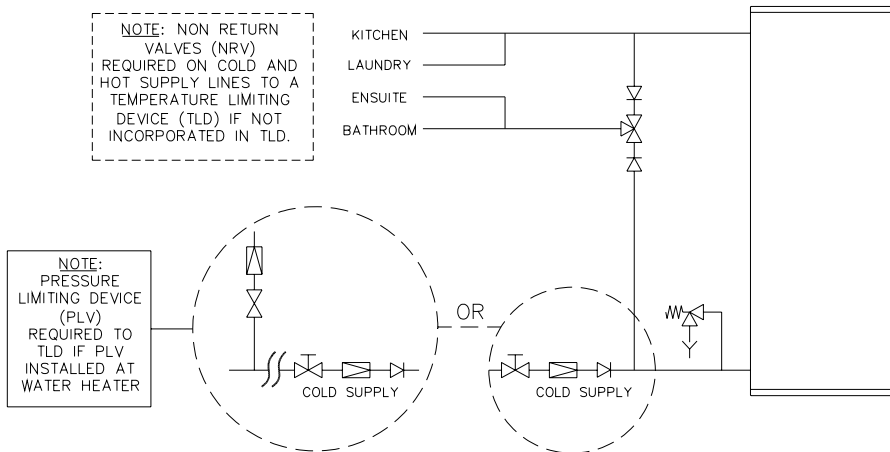 NOTE: NON RETURN
VALVES (NRV)
REQUIRED ON COLD AND
HOT SUPPLY LINES TO A
TEMPERATURE LIMITING
DEVICE (TLD) IF NOT
INCORPORATED IN TLD.
KITCHEN
LAUNDRY
ENSUITE
BATHROOM
NOTE:
PRESSURE
LIMITING DEVICE
(PLV)
REQUIRED TO
TLD IF PLV
INSTALLED AT
WATER HEATER
COLD SUPPLY
OR
COLD SUPPLY